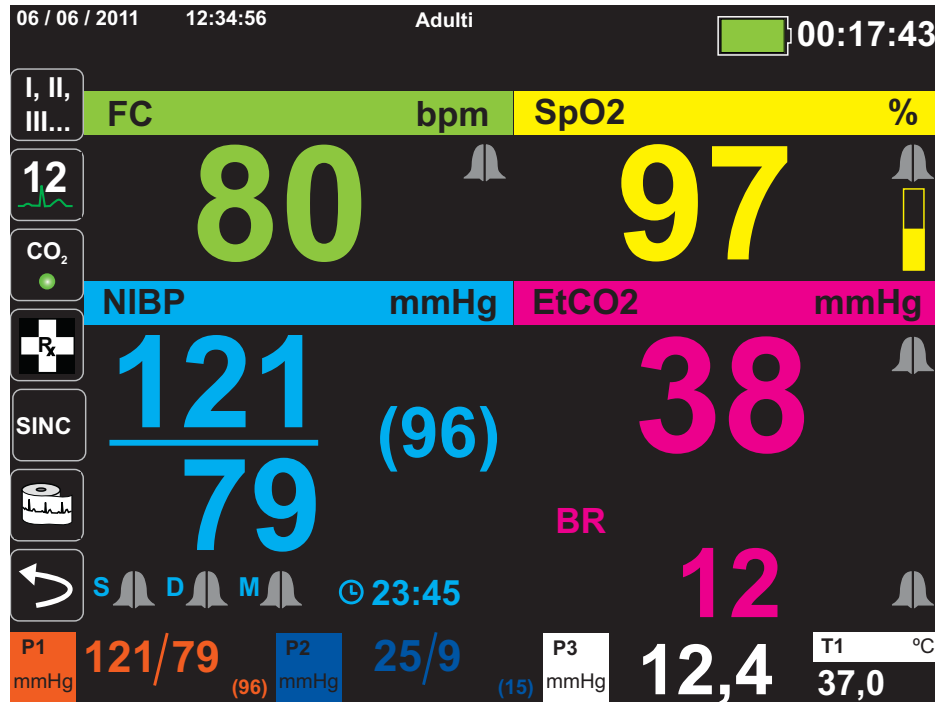 06 / 06 / 2011 12:34:56 Adulti 00:17:43
I, II,
III...
FC bpm SpO2 %
12
80 97
CO2
NIBP mmHg EtCO2 mmHg
Rx
121
79
(96)
38
SINC
BR
12
S D M 23:45
P1
mmHg
121/79
(96)
P2
mmHg
25/9
(15)
P3
mmHg
12,4
T1 ºC
37,0